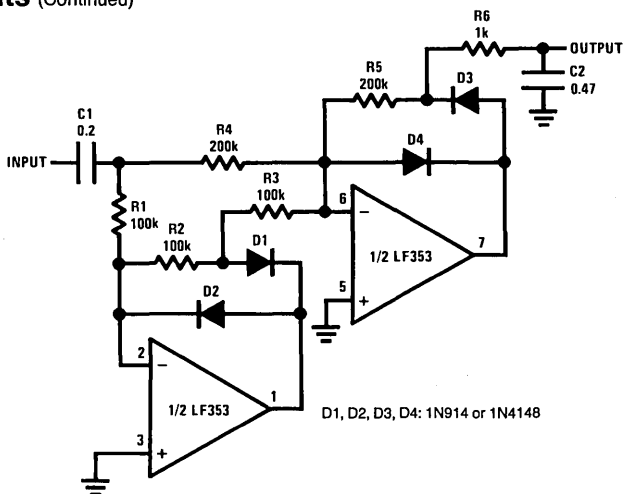 (Continued)
R6
1k
OUTPUT
R5
200k
D3
C2
0.47
C1
0.2
R4
200k
D4
INPUT
R3
100k
R1
100k
R2
100k
D1
6
−
7
1/2 LF353
5
+
D2
2
−
1
1/2 LF353
3
+
D1, D2, D3, D4: 1N914 or 1N4148